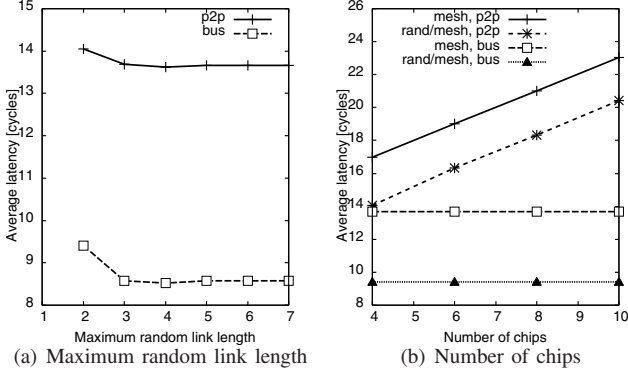 15
14
13
12
11
10
9
8
1 2 3 4 5 6 7
Average latency [cycles]
Maximum random link length
p2p
bus
(a) Maximum random link length
26
24
22
20
18
16
14
12
10
8
4 5 6 7 8 9 10
Average latency [cycles]
Number of chips
mesh, p2p
rand/mesh, p2p
mesh, bus
rand/mesh, bus
(b) Number of chips